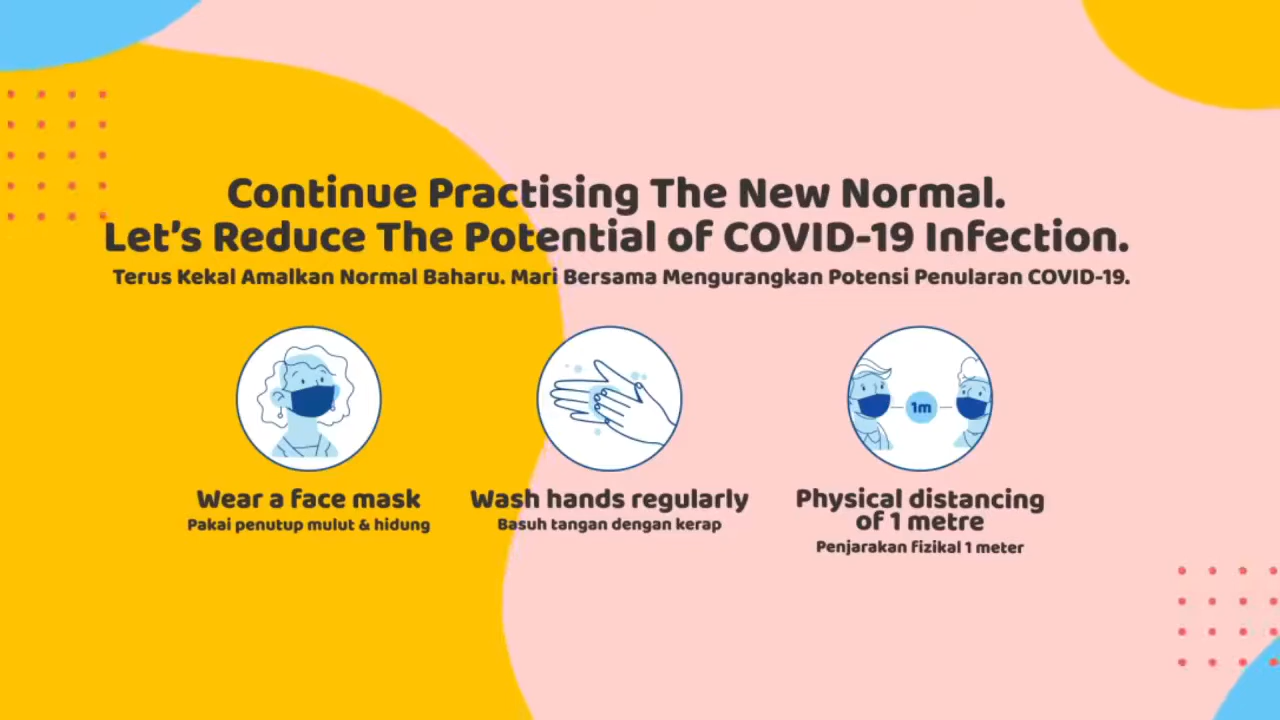 Continue Practising The New Normal.
Let's Reduce The Potential of COVID-19 Infection.
Terus Kekal Amalkan Normal Baharu. Mari Bersama Mengurangkan Potensi Penularan COVID-19.
1m
Wear a face mask
Pakai penutup mulut & hidung
Wash hands regularly
Basuh tangan dengan kerap
Physical distancing
of 1 metre
Penjarakan fizikal 1 meter